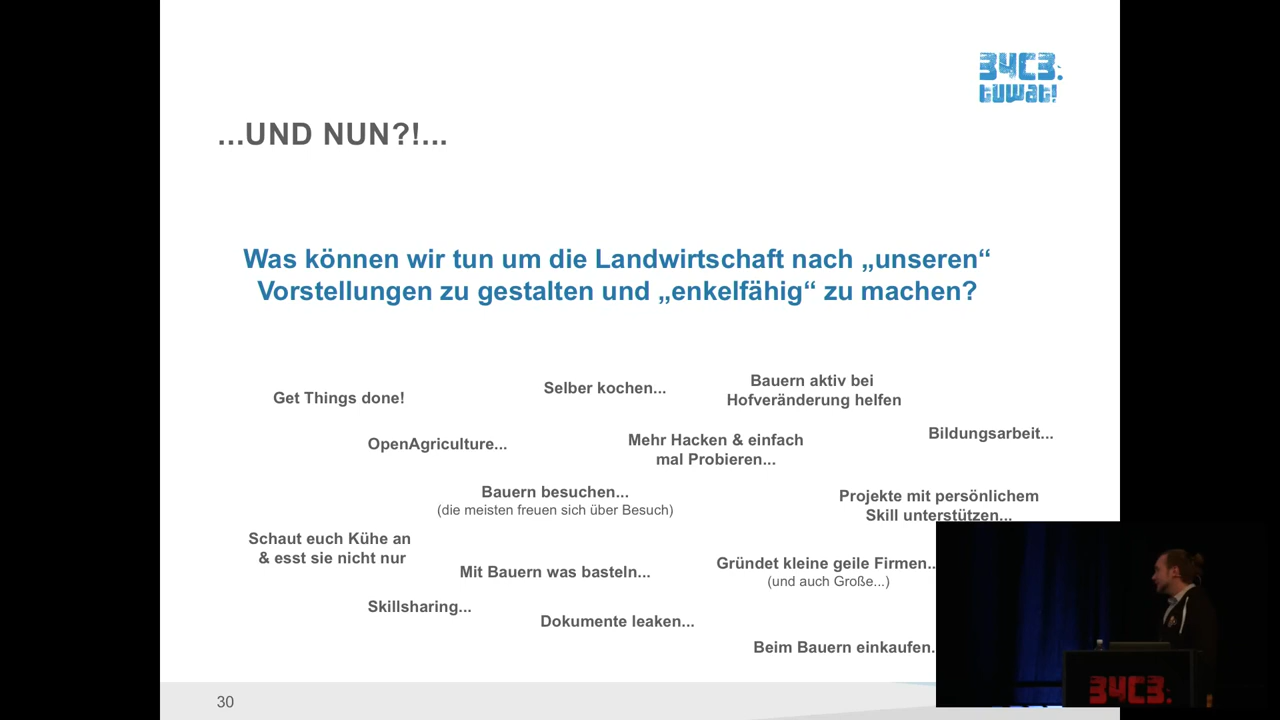 34C3.
tuwat!
...UND NUN?!...
Was können wir tun um die Landwirtschaft nach „unseren“
Vorstellungen zu gestalten und „enkelfähig“ zu machen?
Get Things done!
Selber kochen...
Bauern aktiv bei
Hofveränderung helfen
OpenAgriculture...
Mehr Hacken & einfach
mal Probieren...
Bildungsarbeit...
Bauern besuchen...
(die meisten freuen sich über Besuch)
Projekte mit persönlichem
Skill unterstützen...
Schaut euch Kühe an
& esst sie nicht nur
Mit Bauern was basteln...
Gründet kleine geile Firmen..
(und auch Große...)
Skillsharing...
Dokumente leaken...
Beim Bauern einkaufen.
30
34C3.